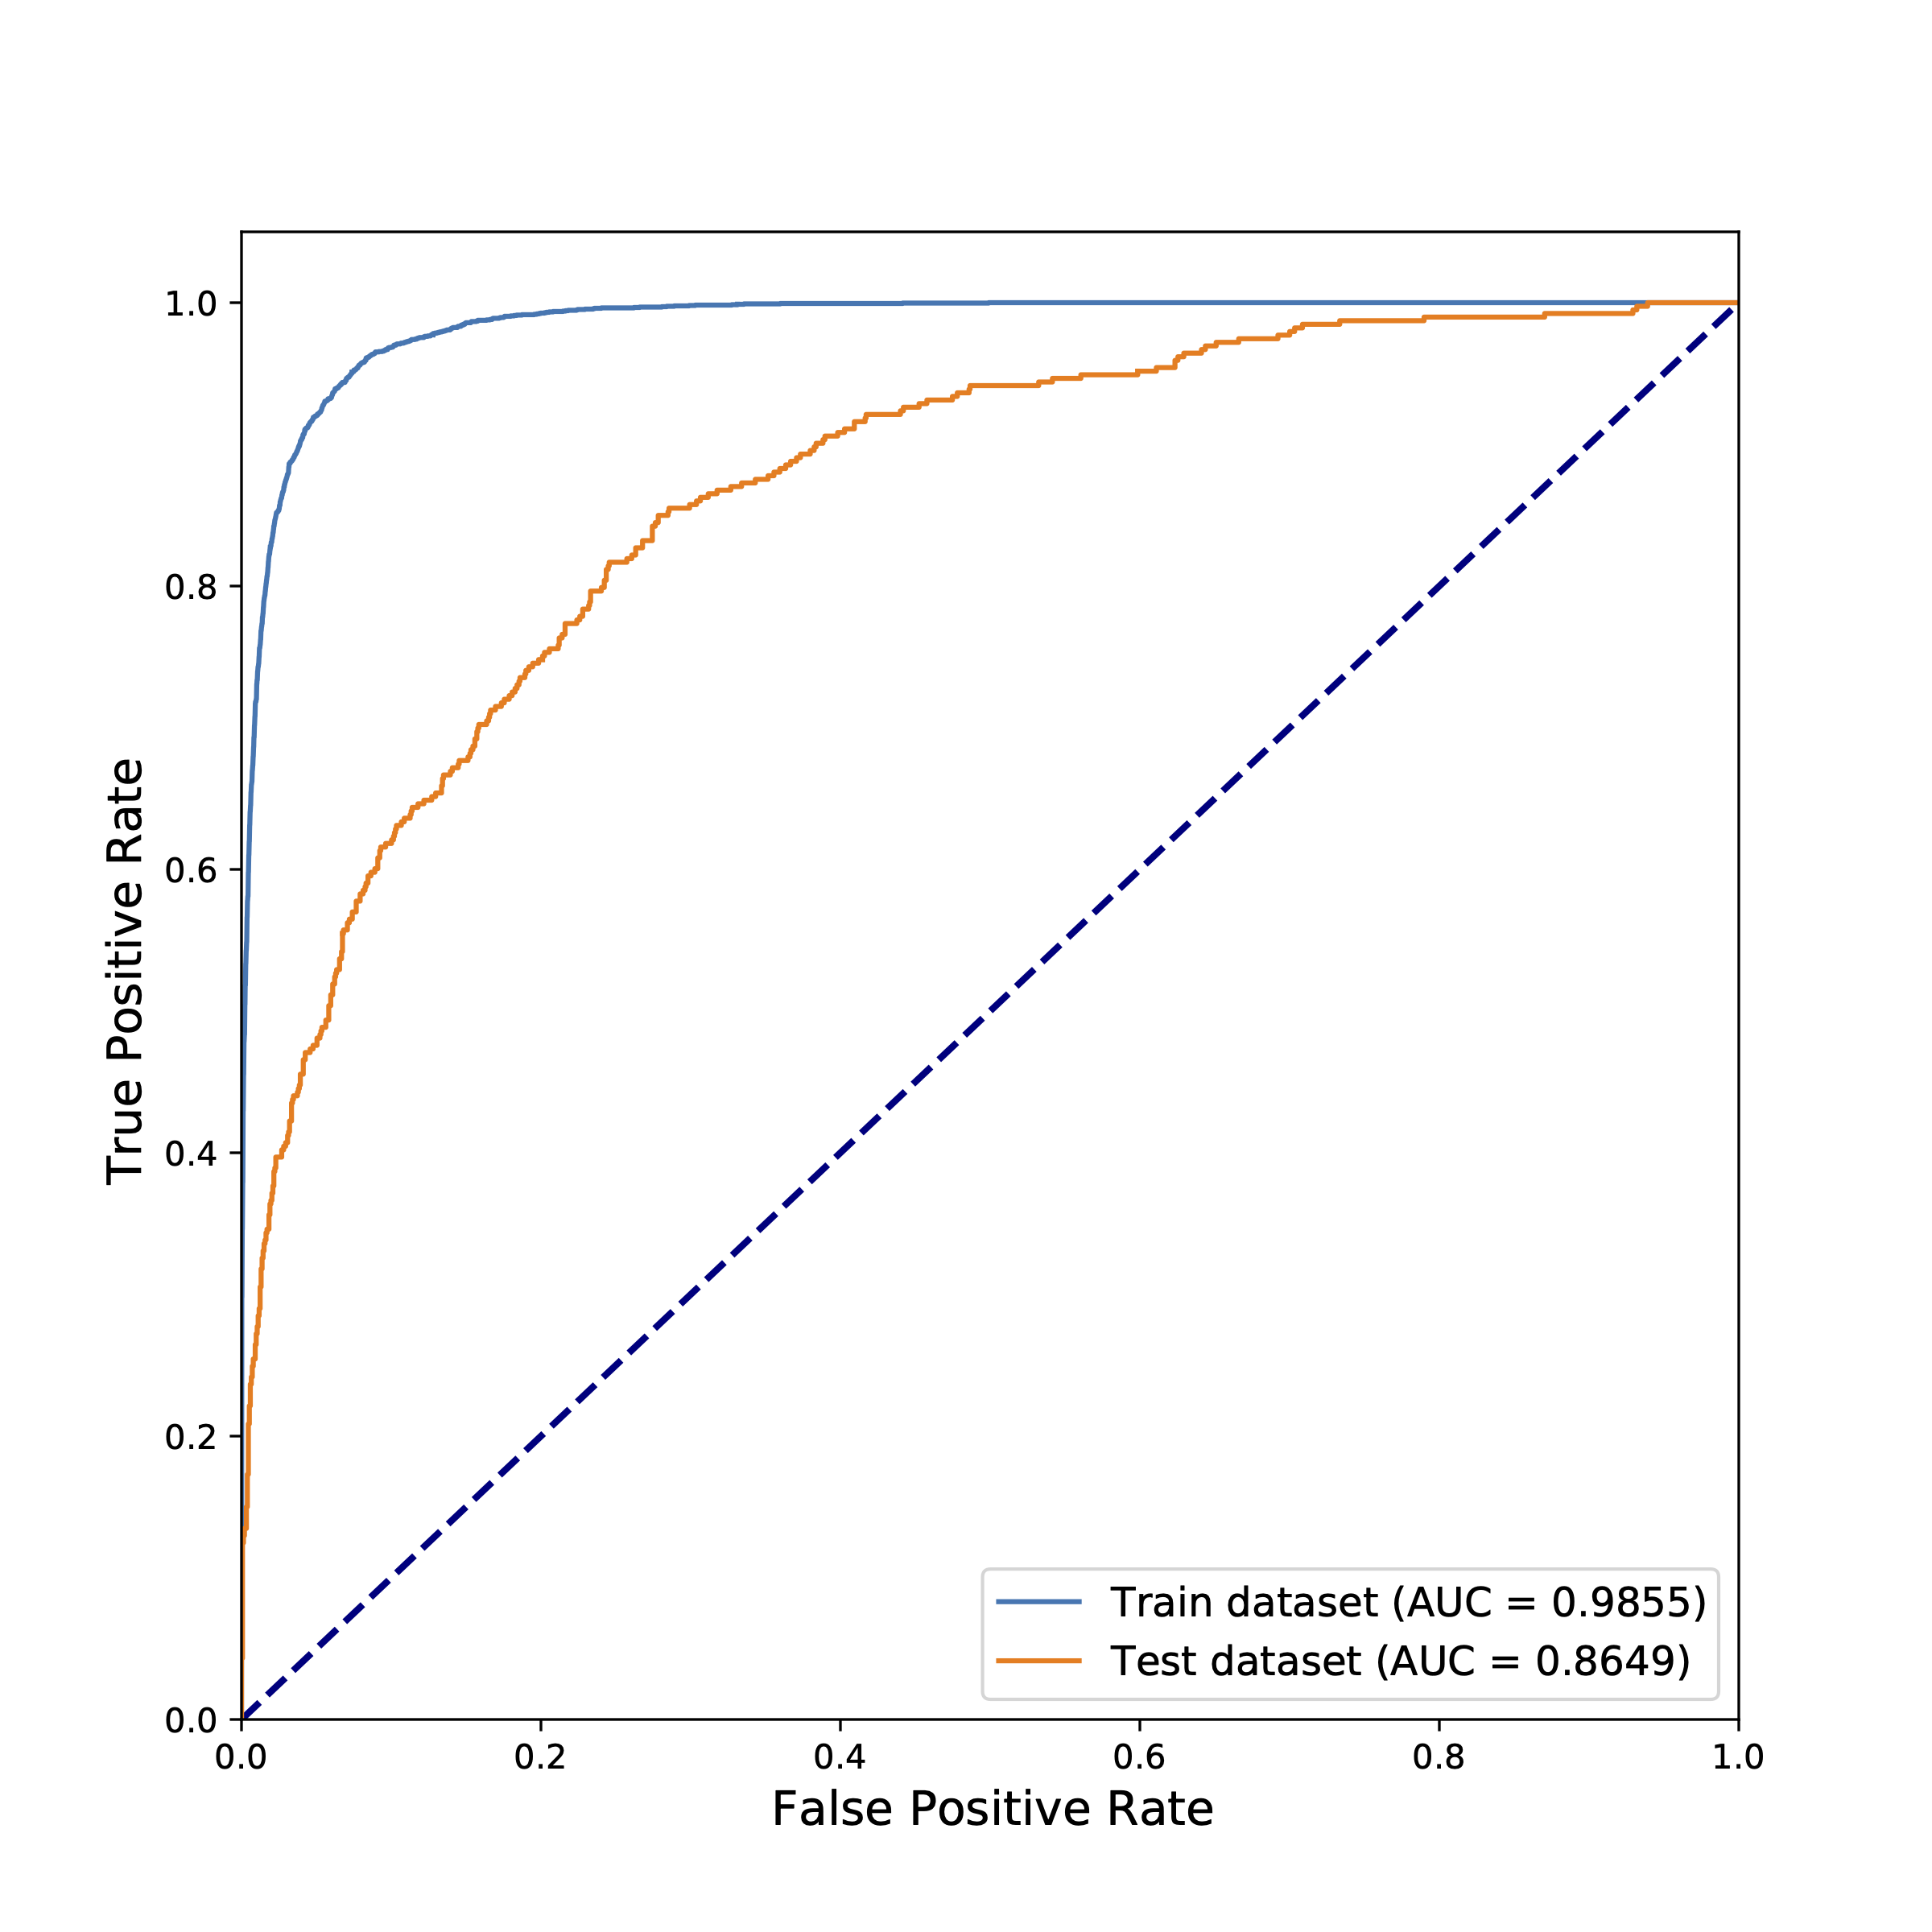 1.0
0.8
0.6
0.4
0.2
0.0
True Positive Rate
Train dataset (AUC = 0.9855)
Test dataset (AUC = 0.8649)
0.0 0.2 0.4 0.6 0.8 1.0
False Positive Rate